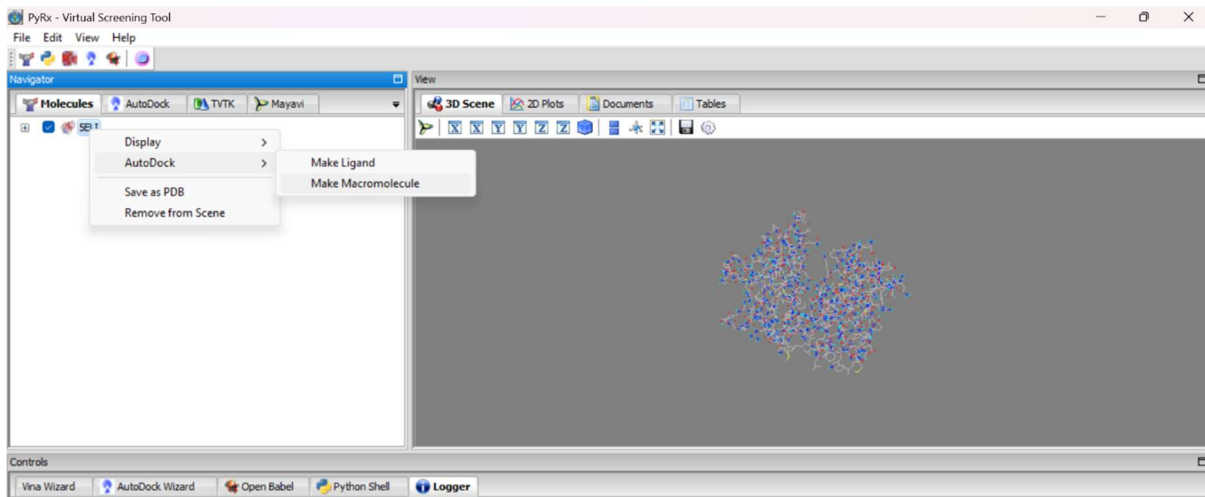 PyRx - Virtual Screening Tool
File Edit View Help
Navigator
View
Molecules AutoDock TVTK Mayavi
3D Scene 2D Plots Documents Tables
X X Y Y Z Z
Display
AutoDock
Make Ligand
Make Macromolecule
Save as PDB
Remove from Scene
Controls
Vina Wizard AutoDock Wizard Open Babel Python Shell Logger